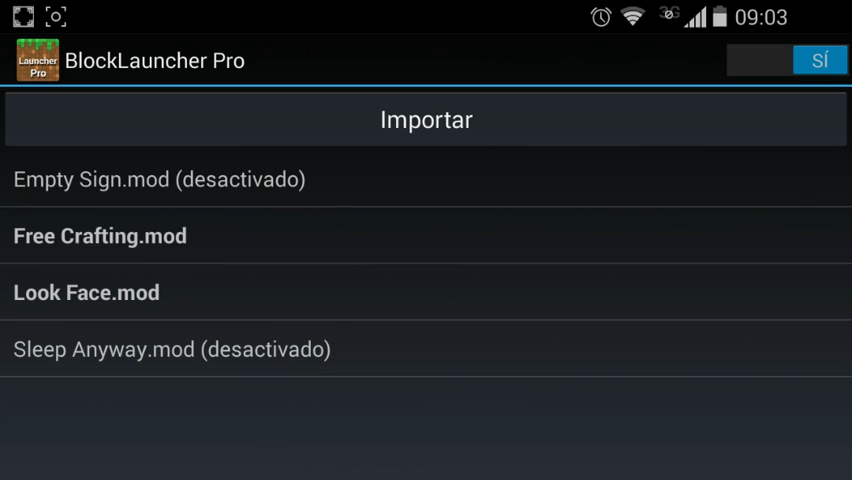 3G 09:03
Launcher
Pro
BlockLauncher Pro
SÍ
Importar
Empty Sign.mod (desactivado)
Free Crafting.mod
Look Face.mod
Sleep Anyway.mod (desactivado)